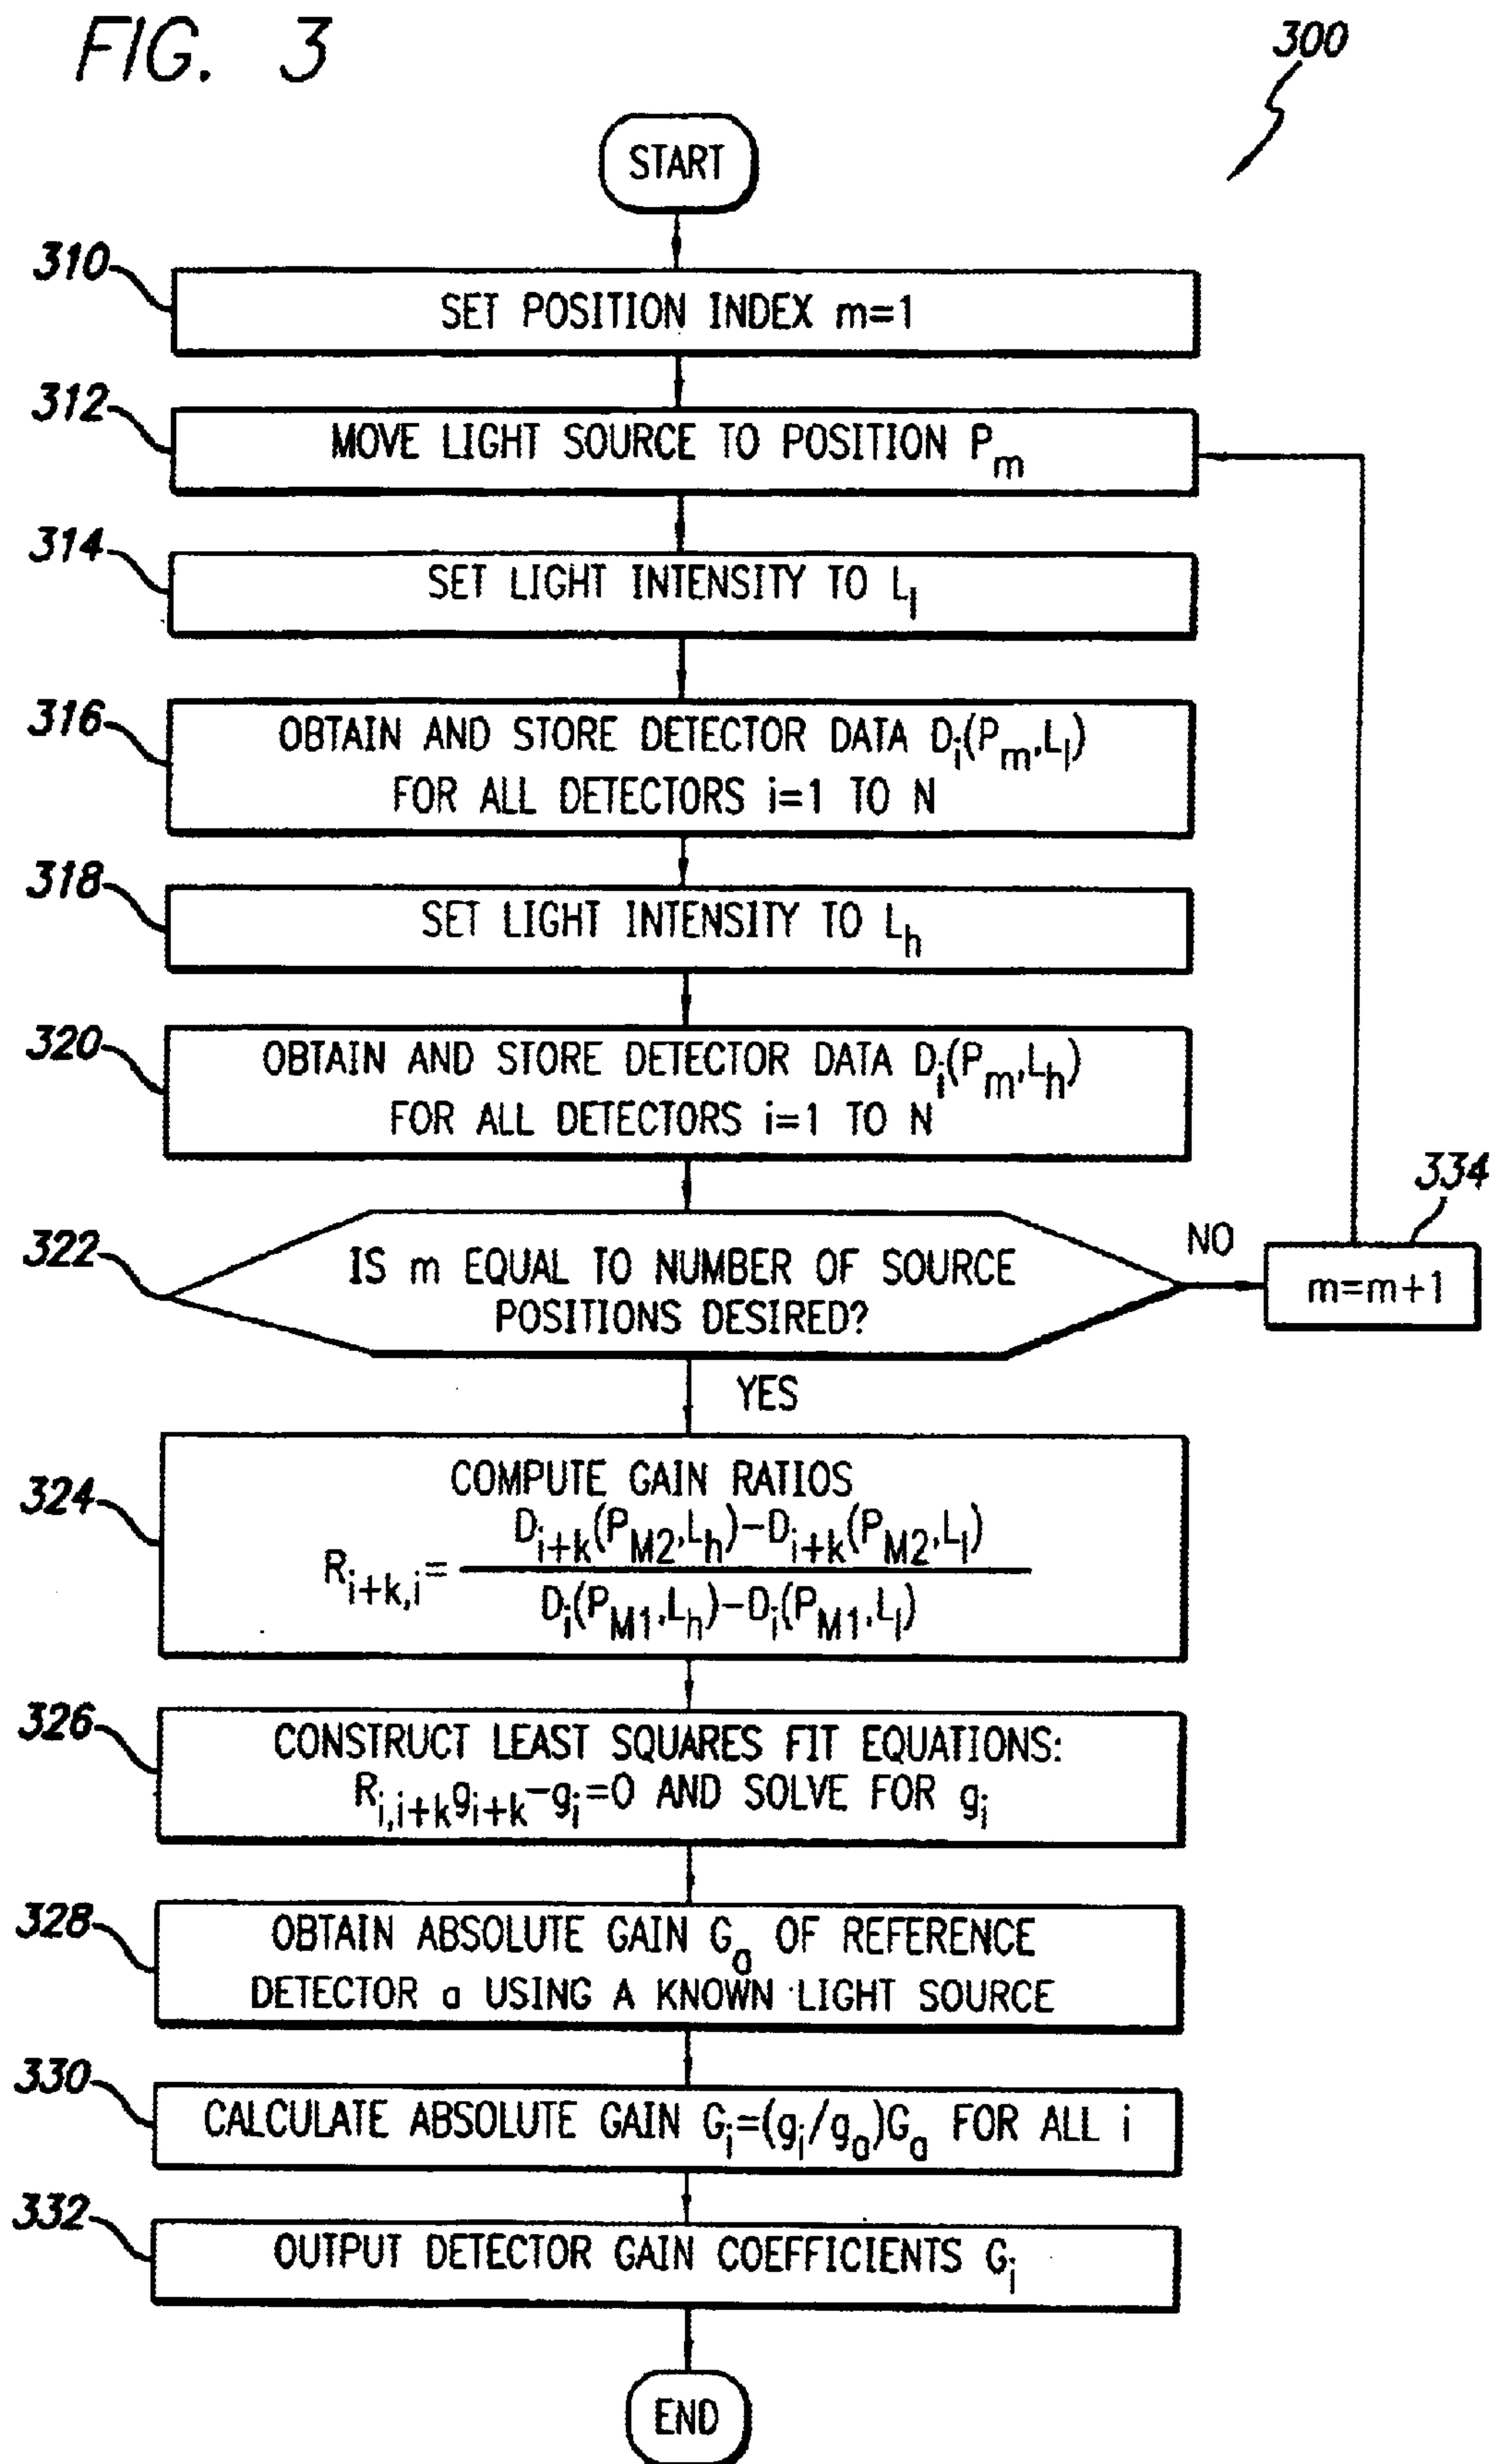 FIG. 3
300
START
310
SET POSITION INDEX m=1
312
MOVE LIGHT SOURCE TO POSITION Pm
314
SET LIGHT INTENSITY TO Ll
316
OBTAIN AND STORE DETECTOR DATA Di(Pm,Ll)
FOR ALL DETECTORS i=1 TO N
318
SET LIGHT INTENSITY TO Lh
320
OBTAIN AND STORE DETECTOR DATA Di(Pm,Lh)
FOR ALL DETECTORS i=1 TO N
322
IS m EQUAL TO NUMBER OF SOURCE
POSITIONS DESIRED?
NO
334
m=m+1
YES
324
COMPUTE GAIN RATIOS
Di+k(PM2,Lh)-Di+k(PM2,Ll)
Ri+k,i=
Di(PM1,Lh)-Di(PM1,Ll)
326
CONSTRUCT LEAST SQUARES FIT EQUATIONS:
Ri,i+kgi+k-gi=0 AND SOLVE FOR gi
328
OBTAIN ABSOLUTE GAIN Ga OF REFERENCE
DETECTOR a USING A KNOWN LIGHT SOURCE
330
CALCULATE ABSOLUTE GAIN Gi=(gi/ga)Ga FOR ALL i
332
OUTPUT DETECTOR GAIN COEFFICIENTS Gi
END